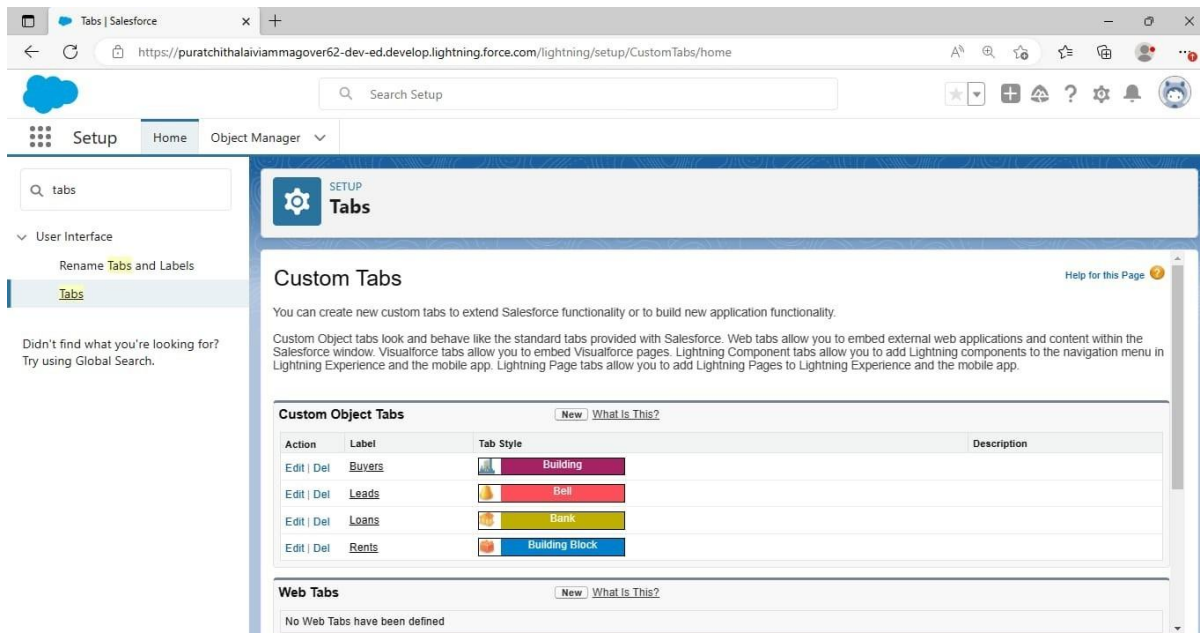 Tabs | Salesforce
https://puratchithalaiviammagover62-dev-ed.develop.lightning.force.com/lightning/setup/CustomTabs/home
Search Setup
Setup
Home
Object Manager
tabs
User Interface
Rename Tabs and Labels
Tabs
Didn't find what you're looking for?
Try using Global Search.
SETUP
Tabs
Custom Tabs
Help for this Page
You can create new custom tabs to extend Salesforce functionality or to build new application functionality.
Custom Object tabs look and behave like the standard tabs provided with Salesforce. Web tabs allow you to embed external web applications and content within the
Salesforce window. Visualforce tabs allow you to embed Visualforce pages. Lightning Component tabs allow you to add Lightning components to the navigation menu in
Lightning Experience and the mobile app. Lightning Page tabs allow you to add Lightning Pages to Lightning Experience and the mobile app.
Custom Object Tabs New What Is This?
Action Label Tab Style Description
Edit | Del Buyers Building
Edit | Del Leads Bell
Edit | Del Loans Bank
Edit | Del Rents Building Block
Web Tabs New What Is This?
No Web Tabs have been defined